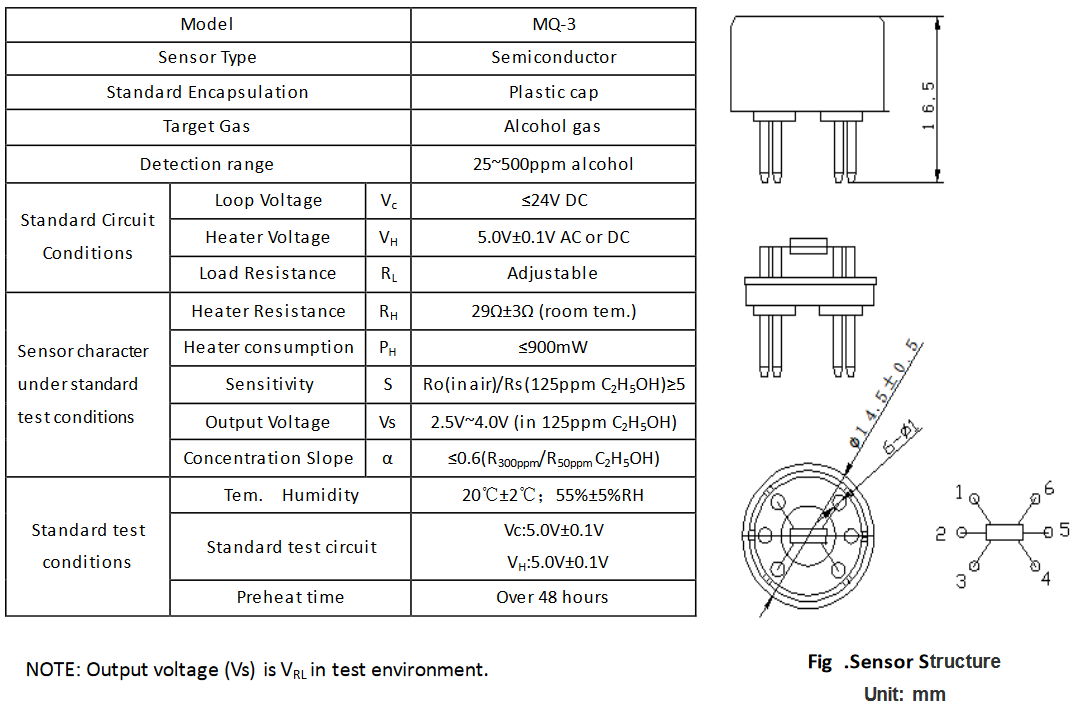 Model MQ-3
Sensor Type Semiconductor
Standard Encapsulation Plastic cap
Target Gas Alcohol gas
Detection range 25~500ppm alcohol
Standard Circuit
Conditions
Loop Voltage Vc ≤24V DC
Heater Voltage VH 5.0V±0.1V AC or DC
Load Resistance RL Adjustable
Sensor character
under standard
test conditions
Heater Resistance RH 29Ω±3Ω (room tem.)
Heater consumption PH ≤900mW
Sensitivity S Ro(in air)/Rs(125ppm C2H5OH)≥5
Output Voltage Vs 2.5V~4.0V (in 125ppm C2H5OH)
Concentration Slope α ≤0.6(R300ppm/R50ppm C2H5OH)
Standard test
conditions
Tem. Humidity 20℃±2℃; 55%±5%RH
Standard test circuit Vc:5.0V±0.1V
VH:5.0V±0.1V
Preheat time Over 48 hours
NOTE: Output voltage (Vs) is VRL in test environment.
16.5
ø14.5±0.5
6-ø1
1
2
3
6
5
4
Fig .Sensor Structure
Unit: mm